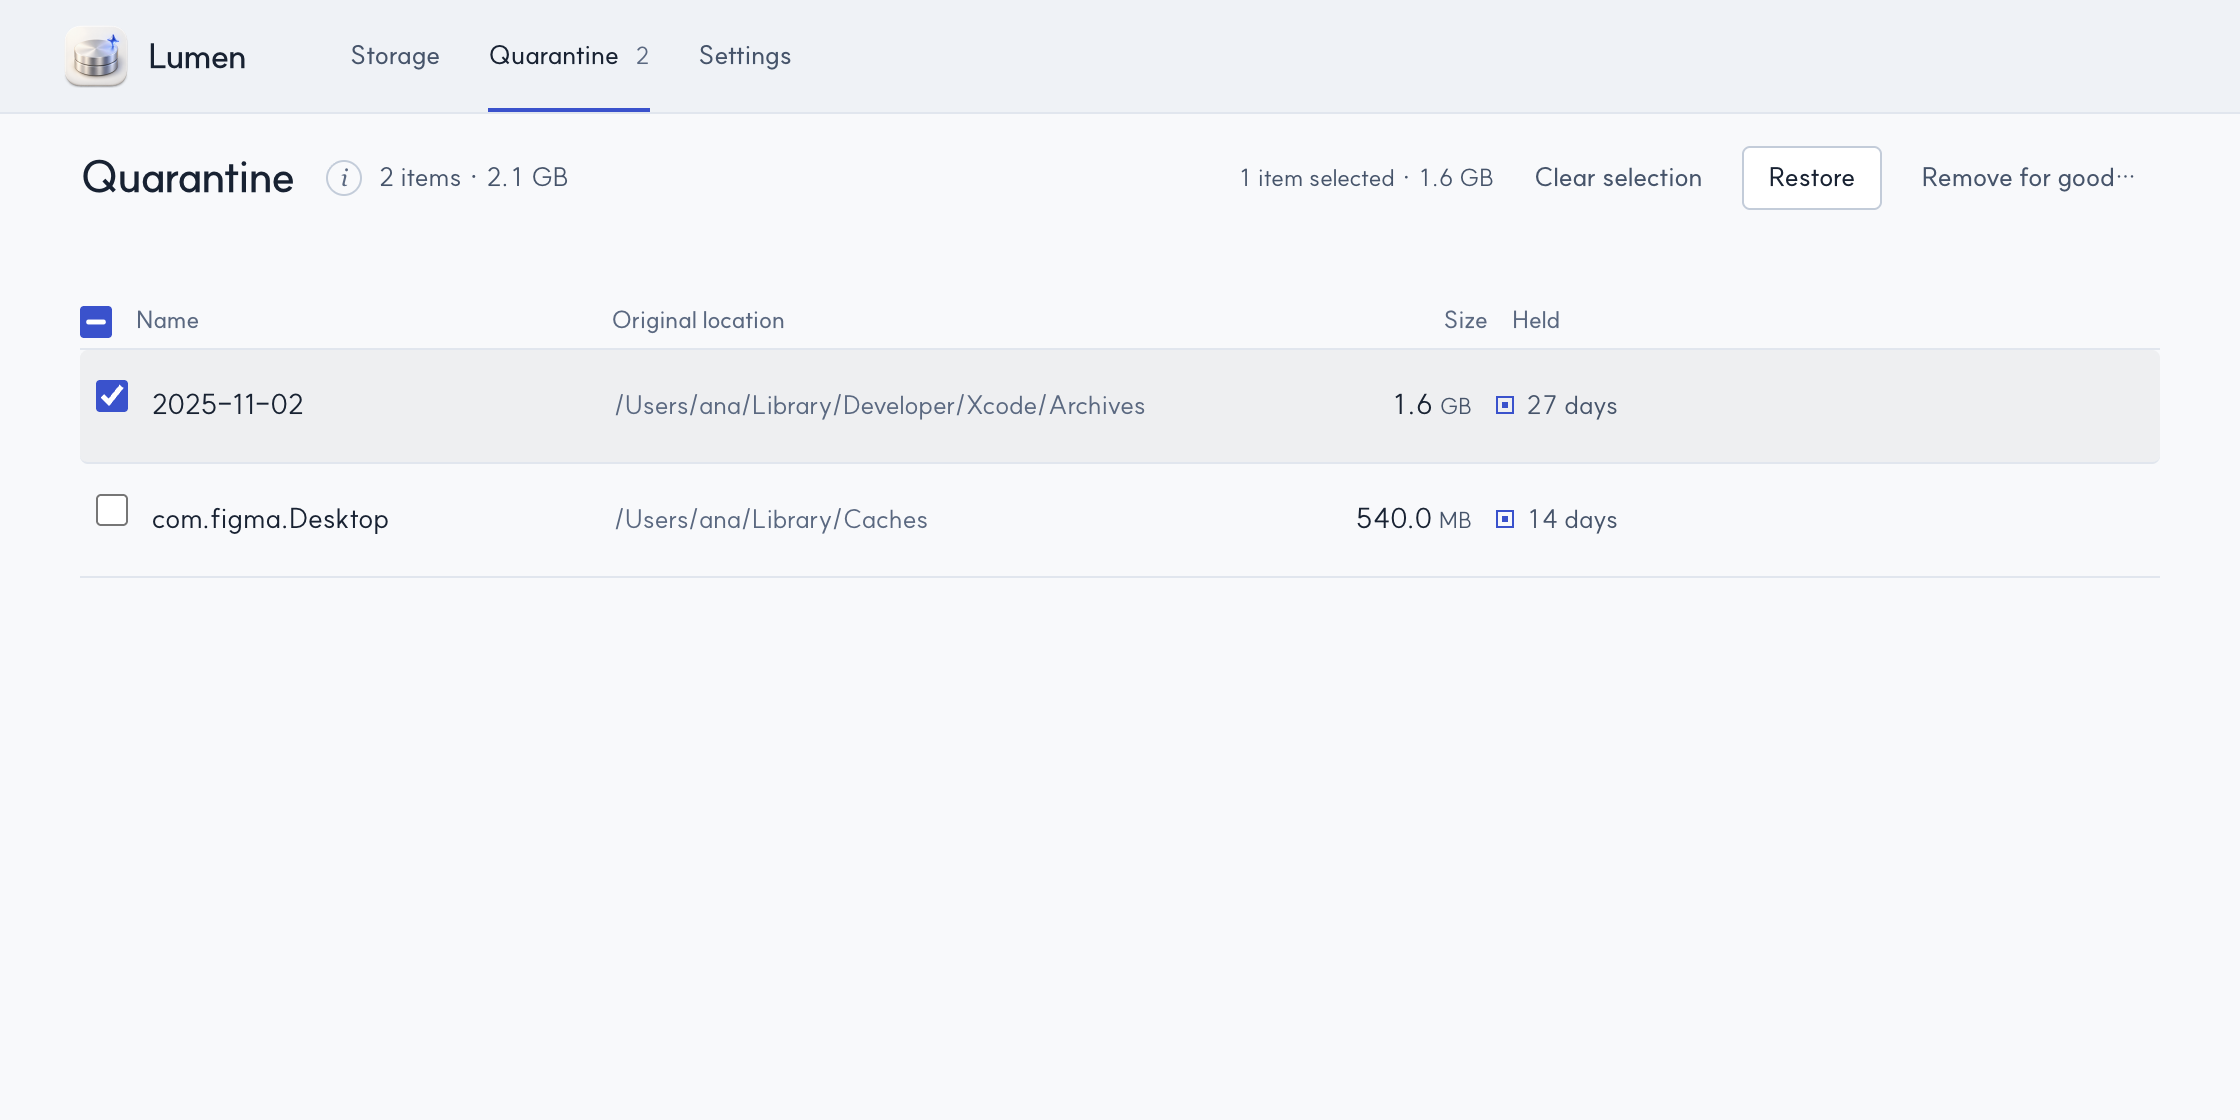 Lumen Storage Quarantine 2 Settings
Quarantine i 2 items · 2.1 GB 1 item selected · 1.6 GB Clear selection Restore Remove for good…
Name Original location Size Held
2025-11-02 /Users/ana/Library/Developer/Xcode/Archives 1.6 GB 27 days
com.figma.Desktop /Users/ana/Library/Caches 540.0 MB 14 days